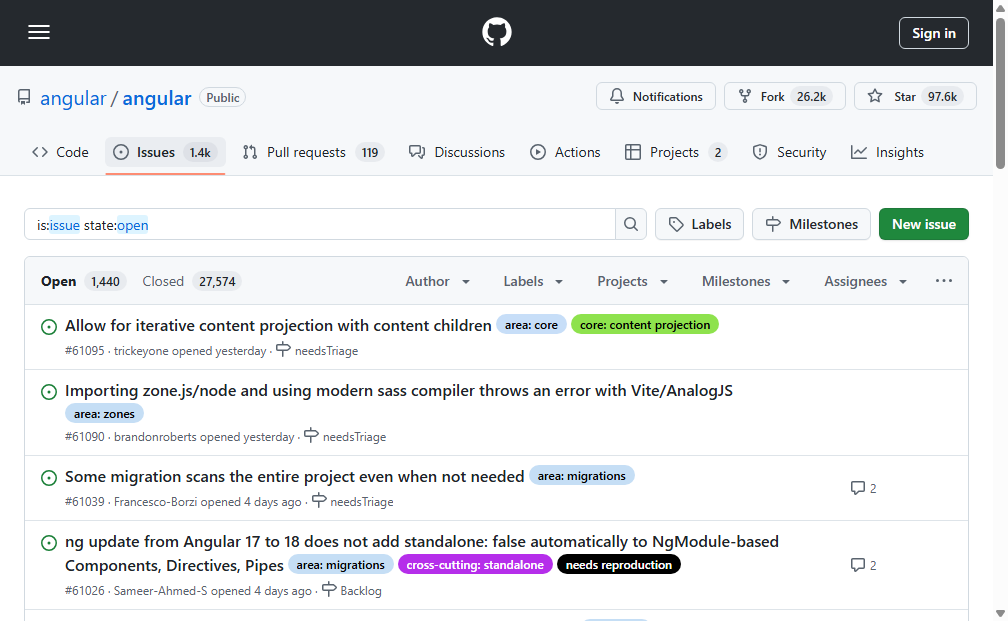 Sign in
angular / angular Public
Notifications Fork 26.2k Star 97.6k
Code Issues 1.4k Pull requests 119 Discussions Actions Projects 2 Security Insights
is:issue state:open Labels Milestones New issue
Open 1,440 Closed 27,574 Author Labels Projects Milestones Assignees
Allow for iterative content projection with content children area: core core: content projection
#61095 · trickeyone opened yesterday · needsTriage
Importing zone.js/node and using modern sass compiler throws an error with Vite/AnalogJS
area: zones
#61090 · brandonroberts opened yesterday · needsTriage
Some migration scans the entire project even when not needed area: migrations
2
#61039 · Francesco-Borzi opened 4 days ago · needsTriage
ng update from Angular 17 to 18 does not add standalone: false automatically to NgModule-based
Components, Directives, Pipes area: migrations cross-cutting: standalone needs reproduction
2
#61026 · Sameer-Ahmed-S opened 4 days ago · Backlog